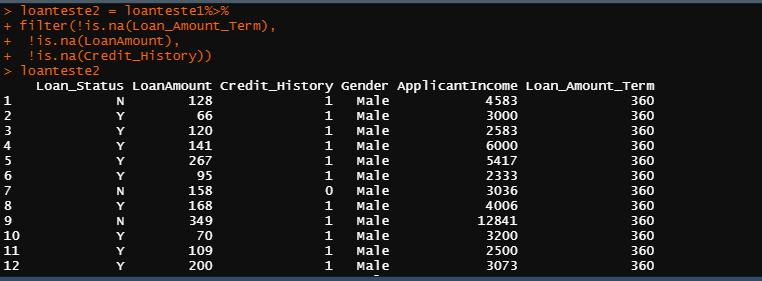 > loanteste2 = loanteste1%>%
+ filter(!is.na(Loan_Amount_Term),
+  !is.na(LoanAmount),
+  !is.na(Credit_History))
> loanteste2
    Loan_Status LoanAmount Credit_History Gender ApplicantIncome Loan_Amount_Term
1             N        128              1   Male            4583              360
2             Y         66              1   Male            3000              360
3             Y        120              1   Male            2583              360
4             Y        141              1   Male            6000              360
5             Y        267              1   Male            5417              360
6             Y         95              1   Male            2333              360
7             N        158              0   Male            3036              360
8             Y        168              1   Male            4006              360
9             N        349              1   Male           12841              360
10            Y         70              1   Male            3200              360
11            Y        109              1   Male            2500              360
12            Y        200              1   Male            3073              360